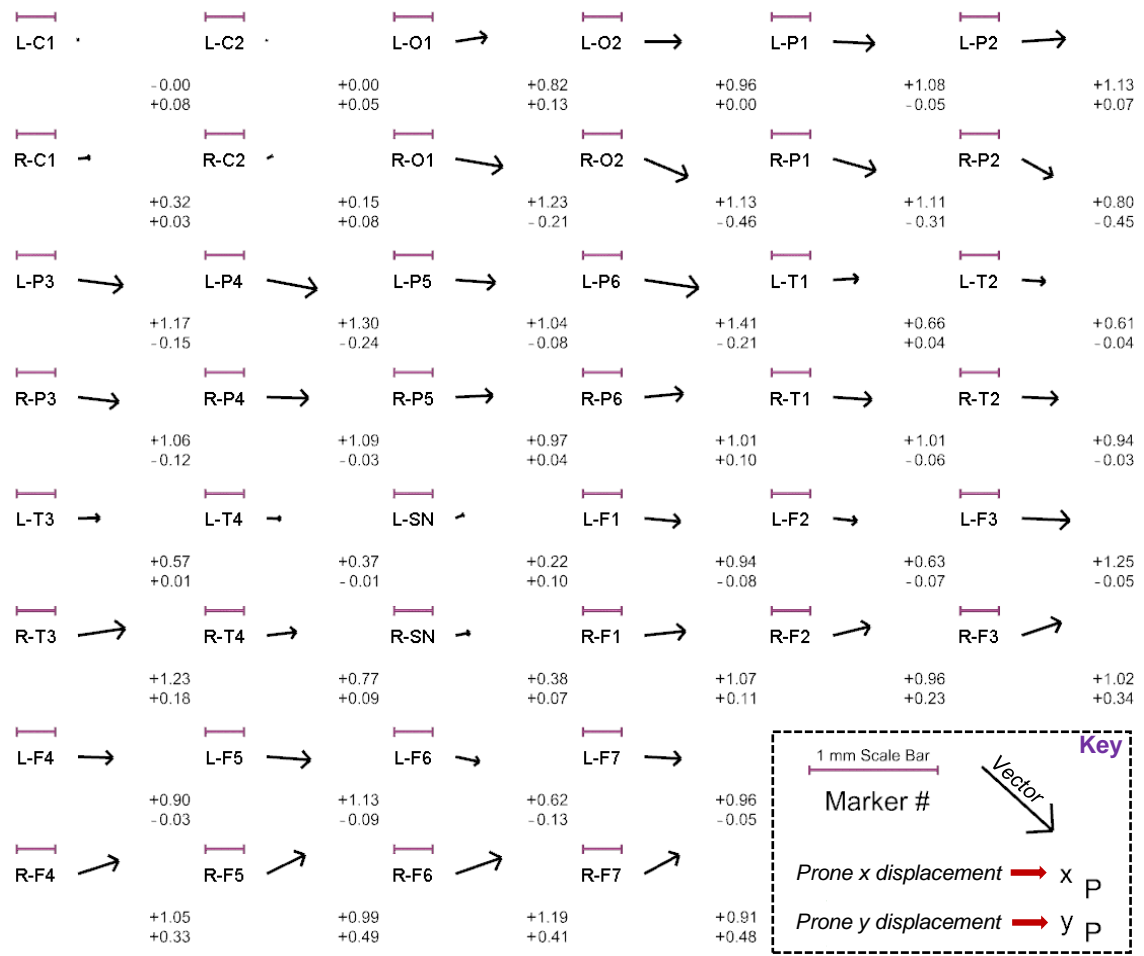 L-C1 L-C2 L-O1 L-O2 L-P1 L-P2
-0.00 +0.00 +0.82 +0.96 +1.08 +1.13
+0.08 +0.05 +0.13 +0.00 -0.05 +0.07
R-C1 R-C2 R-O1 R-O2 R-P1 R-P2
+0.32 +0.15 +1.23 +1.13 +1.11 +0.80
+0.03 +0.08 -0.21 -0.46 -0.31 -0.45
L-P3 L-P4 L-P5 L-P6 L-T1 L-T2
+1.17 +1.30 +1.04 +1.41 +0.66 +0.61
-0.15 -0.24 -0.08 -0.21 +0.04 -0.04
R-P3 R-P4 R-P5 R-P6 R-T1 R-T2
+1.06 +1.09 +0.97 +1.01 +1.01 +0.94
-0.12 -0.03 +0.04 +0.10 -0.06 -0.03
L-T3 L-T4 L-SN L-F1 L-F2 L-F3
+0.57 +0.37 +0.22 +0.94 +0.63 +1.25
+0.01 -0.01 +0.10 -0.08 -0.07 -0.05
R-T3 R-T4 R-SN R-F1 R-F2 R-F3
+1.23 +0.77 +0.38 +1.07 +0.96 +1.02
+0.18 +0.09 +0.07 +0.11 +0.23 +0.34
L-F4 L-F5 L-F6 L-F7
+0.90 +1.13 +0.62 +0.96
-0.03 -0.09 -0.13 -0.05
R-F4 R-F5 R-F6 R-F7
+1.05 +0.99 +1.19 +0.91
+0.33 +0.49 +0.41 +0.48
Key
1 mm Scale Bar
Vector
Marker #
Prone x displacement x P
Prone y displacement y P